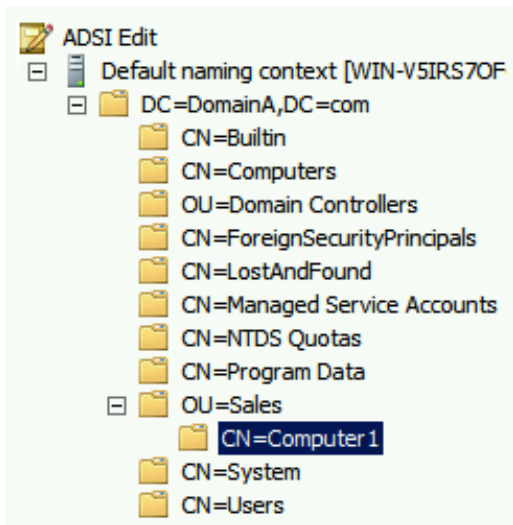 ADSI Edit
Default naming context [WIN-V5IRS7OF
DC=DomainA,DC=com
CN=Builtin
CN=Computers
OU=Domain Controllers
CN=ForeignSecurityPrincipals
CN=LostAndFound
CN=Managed Service Accounts
CN=NTDS Quotas
CN=Program Data
OU=Sales
CN=Computer1
CN=System
CN=Users